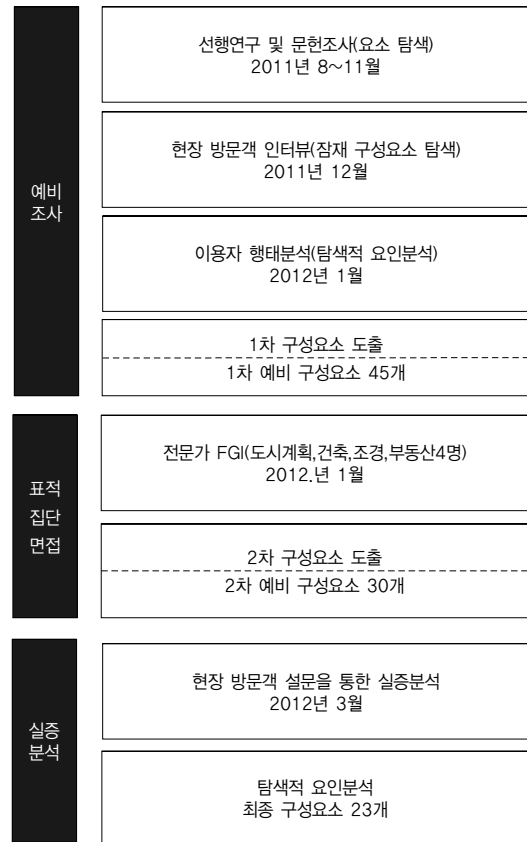 예비
조사
선행연구 및 문헌조사(요소 탐색)
2011년 8~11월
현장 방문객 인터뷰(잠재 구성요소 탐색)
2011년 12월
이용자 행태분석(탐색적 요인분석)
2012년 1월
1차 구성요소 도출
1차 예비 구성요소 45개
표적
집단
면접
전문가 FGI(도시계획,건축,조경,부동산4명)
2012.년 1월
2차 구성요소 도출
2차 예비 구성요소 30개
실증
분석
현장 방문객 설문을 통한 실증분석
2012년 3월
탐색적 요인분석
최종 구성요소 23개